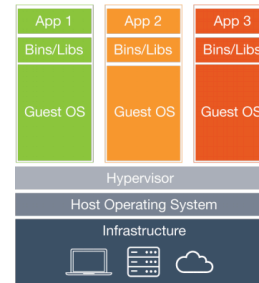 App 1 App 2 App 3
Bins/Libs Bins/Libs Bins/Libs
Guest OS Guest OS Guest OS
Hypervisor
Host Operating System
Infrastructure